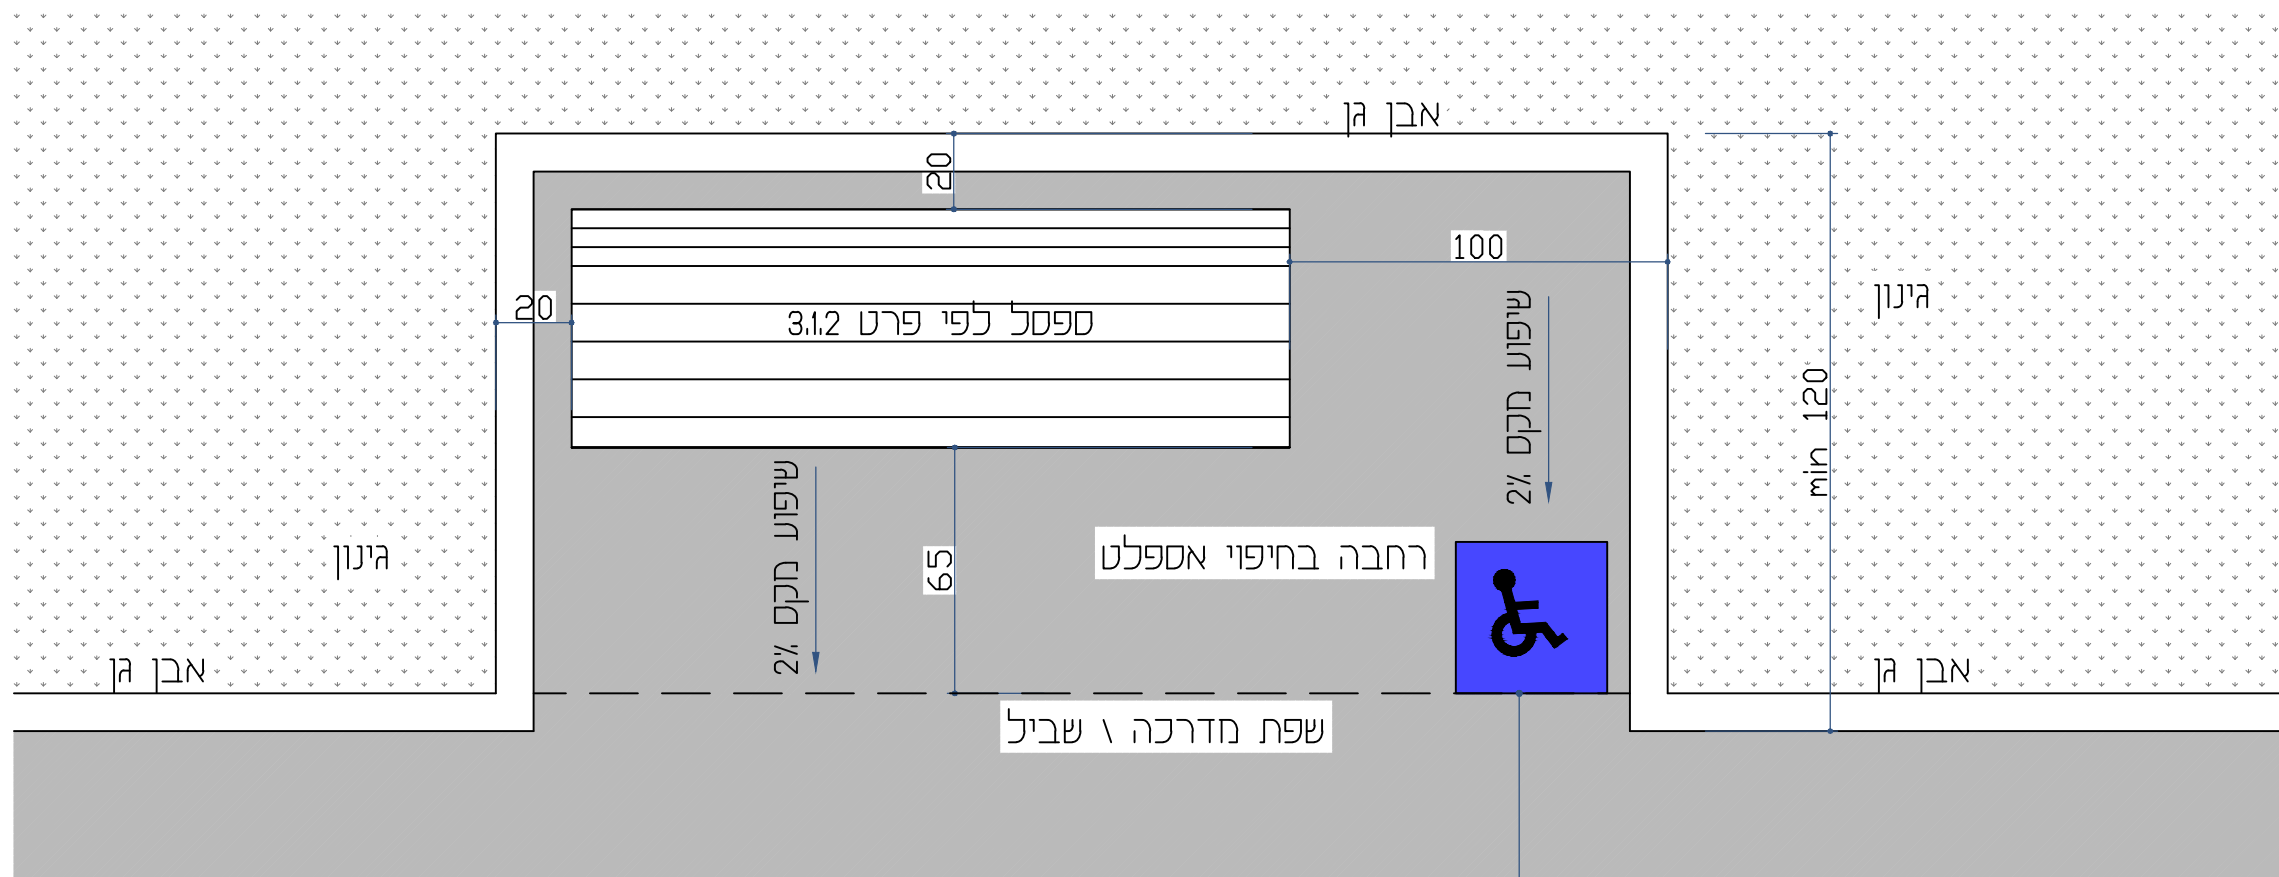 אבן גן
20
100
20
גינון
ספסל לפי פרט 3.1.2
שיפוע מקס 2%
min 120
שיפוע מקס 2%
גינון
65
רחבה בחיפוי אספלט
אבן גן
אבן גן
שפת מדרכה \ שביל